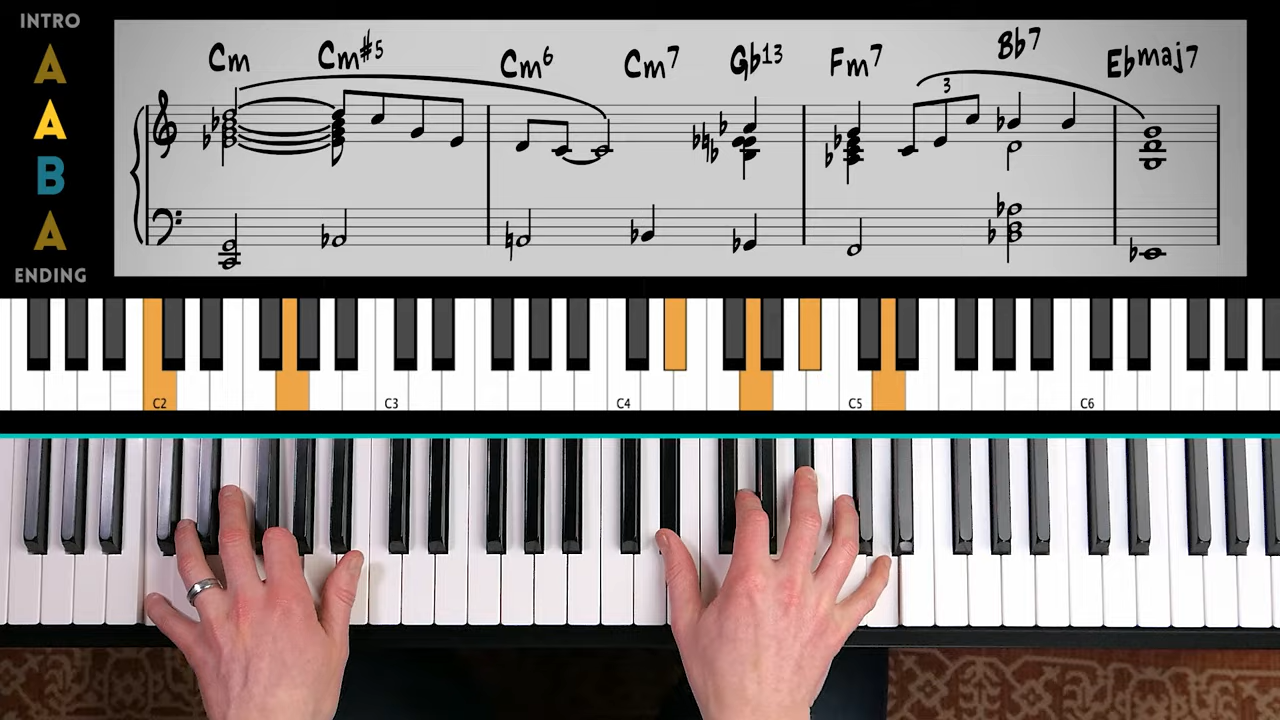 INTRO
A
A
B
A
ENDING
Cm Cm#5 Cm6 Cm7 Gb13 Fm7 Bb7 Ebmaj7
3
C2 C3 C4 C5 C6